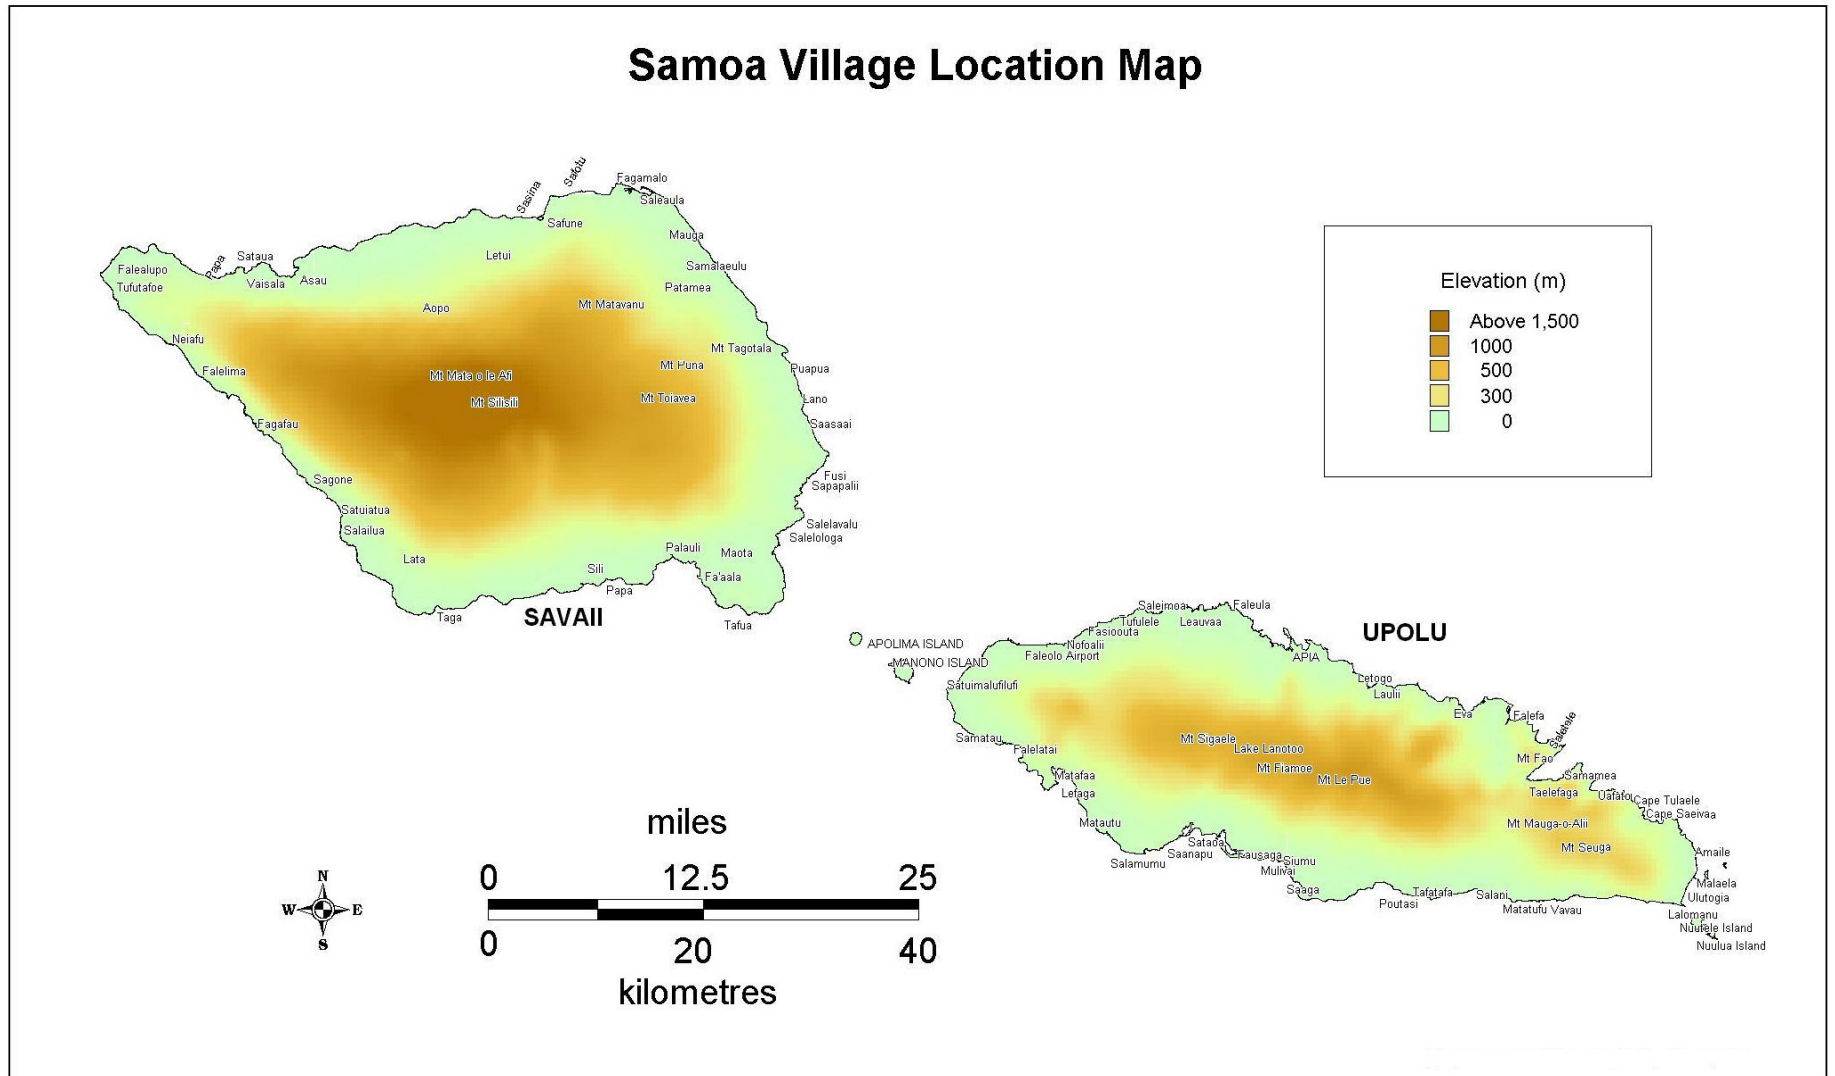 Samoa Village Location Map
Safotu
Fagamalo
Sasina
Saleaula
Safune
Mauga
Letui
Sataua
Papa
Samalaeulu
Falealupo
Vaisala
Asau
Tufutafoe
Patamea
Mt Matavanu
Aopo
Neiafu
Mt Tagotala
Mt Puna
Puapua
Falelima
Mt Mata o le Afi
Mt Toiavea
Lano
Mt Silisili
Fagafau
Saasaai
Sagone
Fusi
Sapapalii
Satuiatua
Salelavalu
Salailua
Salelologa
Palauli
Maota
Lata
Sili
Fa'aala
Papa
Taga
SAVAII
Tafua
Elevation (m)
Above 1,500
1000
500
300
0
Saleimoa
Faleula
Tufulele
Leauvaa
Fasioouta
UPOLU
Nofoalii
APOLIMA ISLAND
Faleolo Airport
APIA
MANONO ISLAND
Letogo
Satuimalufilufi
Laulii
Eva
Falefa
Saletele
Samatau
Mt Sigaele
Falelatai
Lake Lanotoo
Mt Fao
Mt Fiamoe
Matafaa
Mt Le Pue
Samamea
Lefaga
Taelefaga
Uafato
Cape Tulaele
Cape Saeivaa
Matautu
Mt Mauga-o-Alii
Sataoa
Mt Seuga
Saanapu
Fausaga
Amaile
Salamumu
Siumu
Mulivai
Malaela
Saaga
Tafatafa
Salani
Ulutogia
Poutasi
Matatufu Vavau
Lalomanu
Nuutele Island
Nuulua Island
miles
0 12.5 25
0 20 40
kilometres
N
W E
S